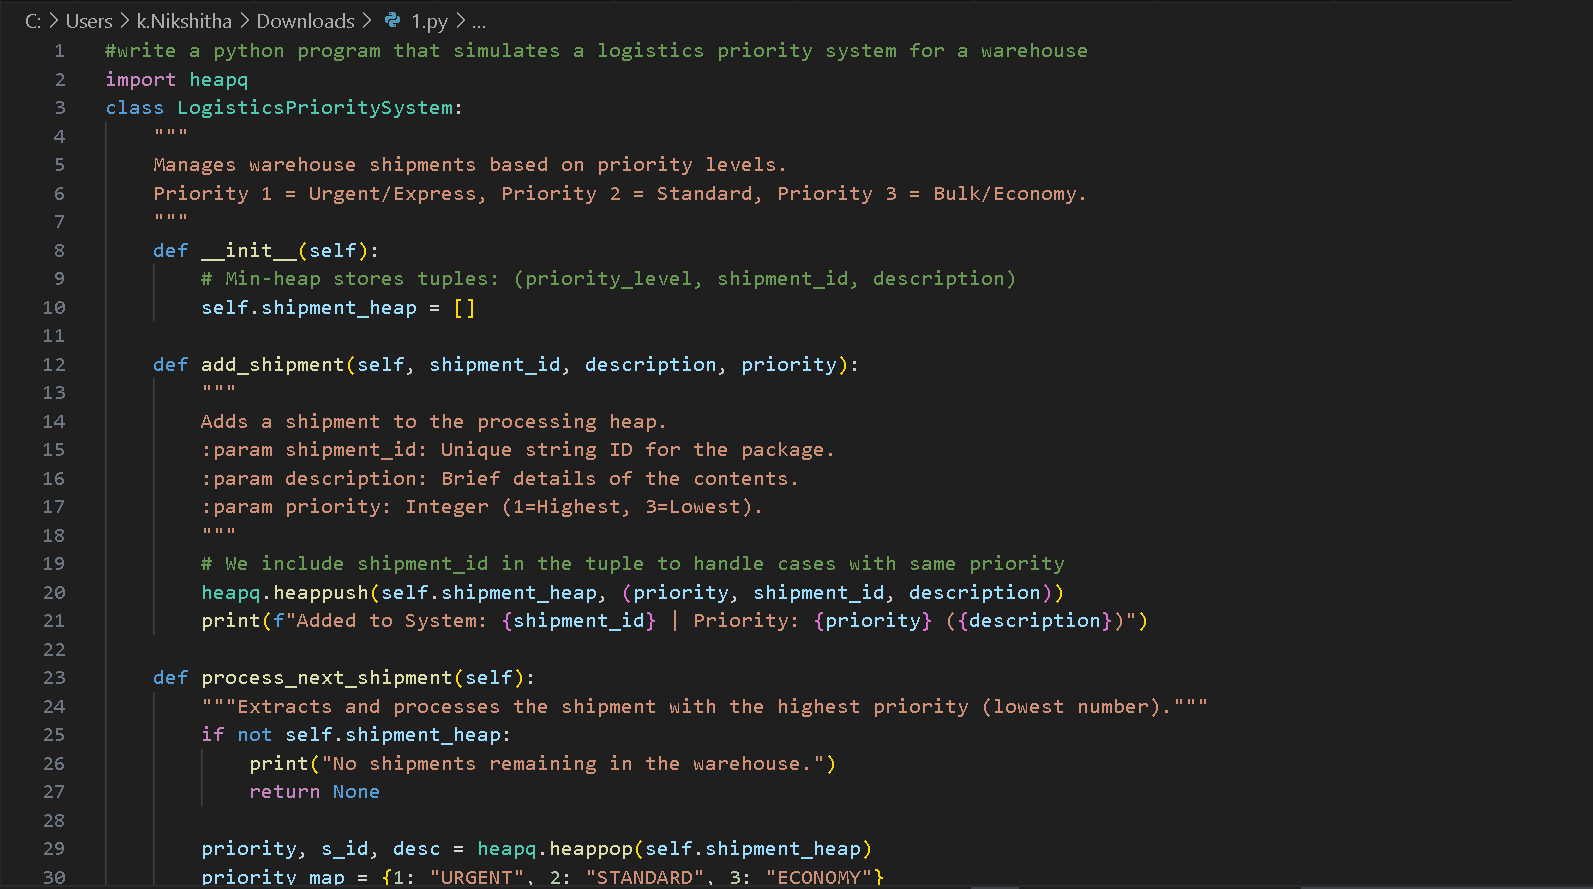 C: > Users > k.Nikshitha > Downloads > 1.py > ...
1 #write a python program that simulates a logistics priority system for a warehouse
2 import heapq
3 class LogisticsPrioritySystem:
4     """
5     Manages warehouse shipments based on priority levels.
6     Priority 1 = Urgent/Express, Priority 2 = Standard, Priority 3 = Bulk/Economy.
7     """
8     def __init__(self):
9         # Min-heap stores tuples: (priority_level, shipment_id, description)
10         self.shipment_heap = []
11
12     def add_shipment(self, shipment_id, description, priority):
13         """
14         Adds a shipment to the processing heap.
15         :param shipment_id: Unique string ID for the package.
16         :param description: Brief details of the contents.
17         :param priority: Integer (1=Highest, 3=Lowest).
18         """
19         # We include shipment_id in the tuple to handle cases with same priority
20         heapq.heappush(self.shipment_heap, (priority, shipment_id, description))
21         print(f"Added to System: {shipment_id} | Priority: {priority} ({description})")
22
23     def process_next_shipment(self):
24         """Extracts and processes the shipment with the highest priority (lowest number)."""
25         if not self.shipment_heap:
26             print("No shipments remaining in the warehouse.")
27             return None
28
29         priority, s_id, desc = heapq.heappop(self.shipment_heap)
30         priority_map = {1: "URGENT", 2: "STANDARD", 3: "ECONOMY"}